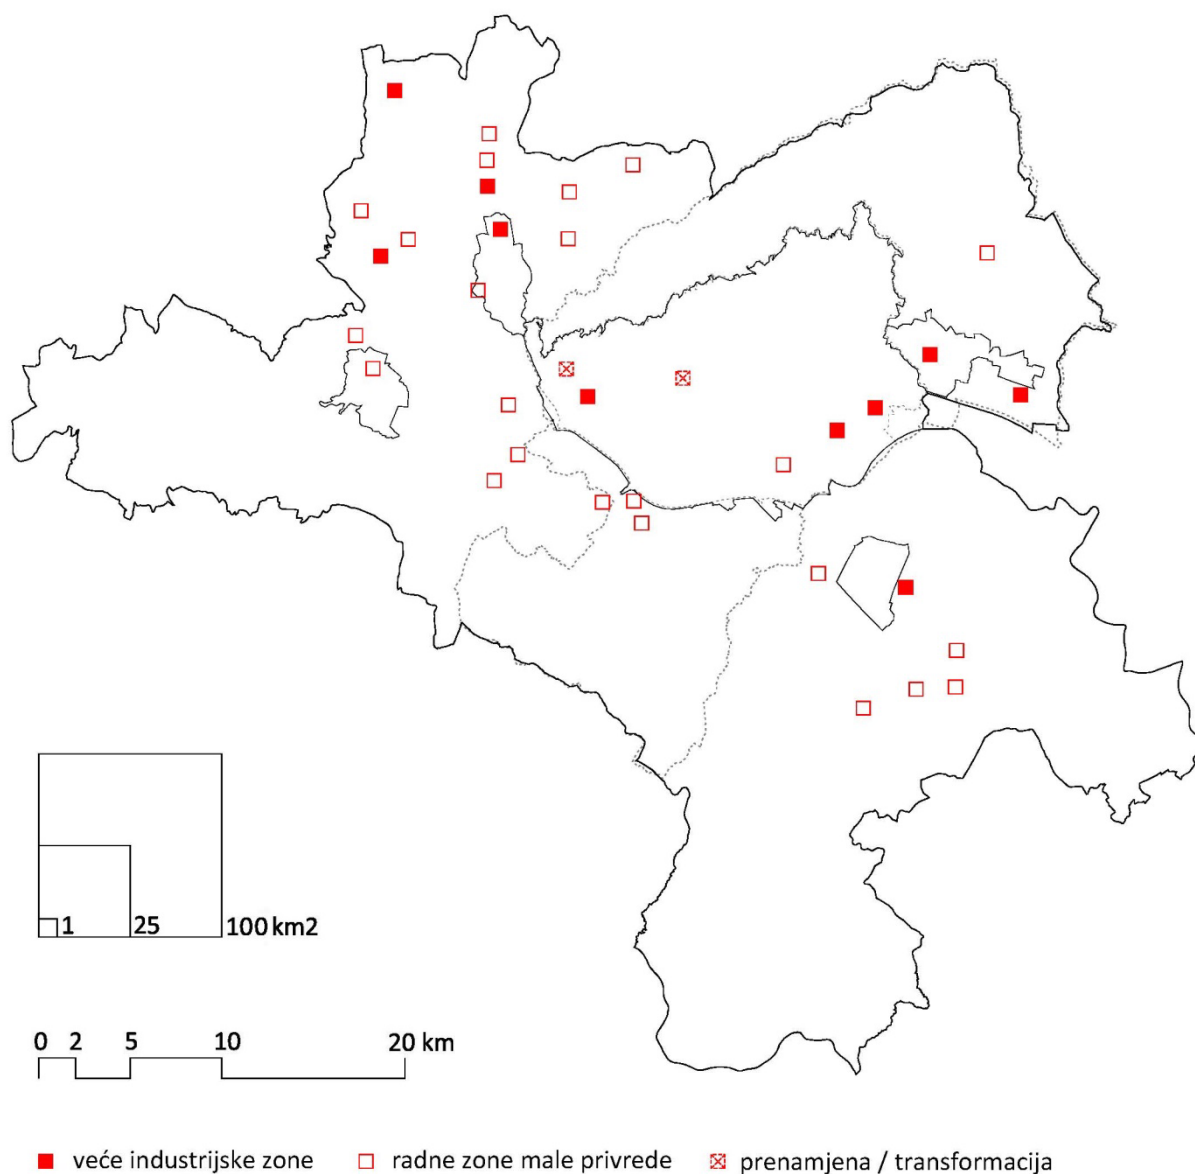 1 25 100 km2
0 2 5 10 20 km
veće industrijske zone radne zone male privrede prenamjena / transformacija